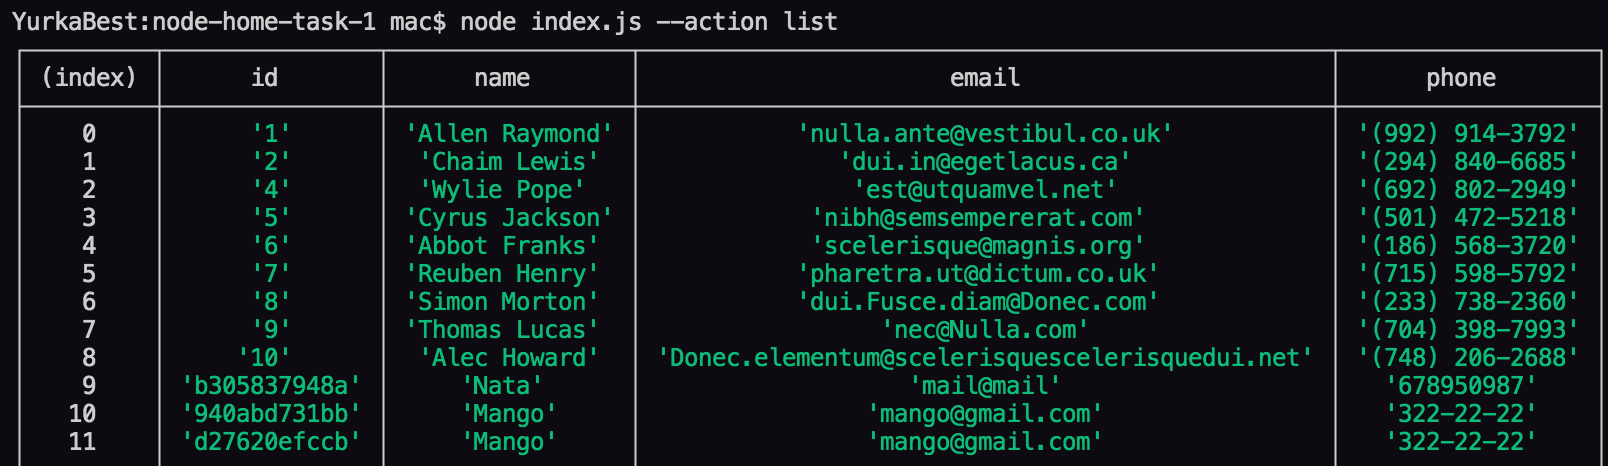 YurkaBest:node-home-task-1 mac$ node index.js --action list
(index) id name email phone
0 '1' 'Allen Raymond' 'nulla.ante@vestibul.co.uk' '(992) 914-3792'
1 '2' 'Chaim Lewis' 'dui.in@egetlacus.ca' '(294) 840-6685'
2 '4' 'Wylie Pope' 'est@utquamvel.net' '(692) 802-2949'
3 '5' 'Cyrus Jackson' 'nibh@semsempererat.com' '(501) 472-5218'
4 '6' 'Abbot Franks' 'scelerisque@magnis.org' '(186) 568-3720'
5 '7' 'Reuben Henry' 'pharetra.ut@dictum.co.uk' '(715) 598-5792'
6 '8' 'Simon Morton' 'dui.Fusce.diam@Donec.com' '(233) 738-2360'
7 '9' 'Thomas Lucas' 'nec@Nulla.com' '(704) 398-7993'
8 '10' 'Alec Howard' 'Donec.elementum@scelerisquescelerisquedui.net' '(748) 206-2688'
9 'b305837948a' 'Nata' 'mail@mail' '678950987'
10 '940abd731bb' 'Mango' 'mango@gmail.com' '322-22-22'
11 'd27620efccb' 'Mango' 'mango@gmail.com' '322-22-22'